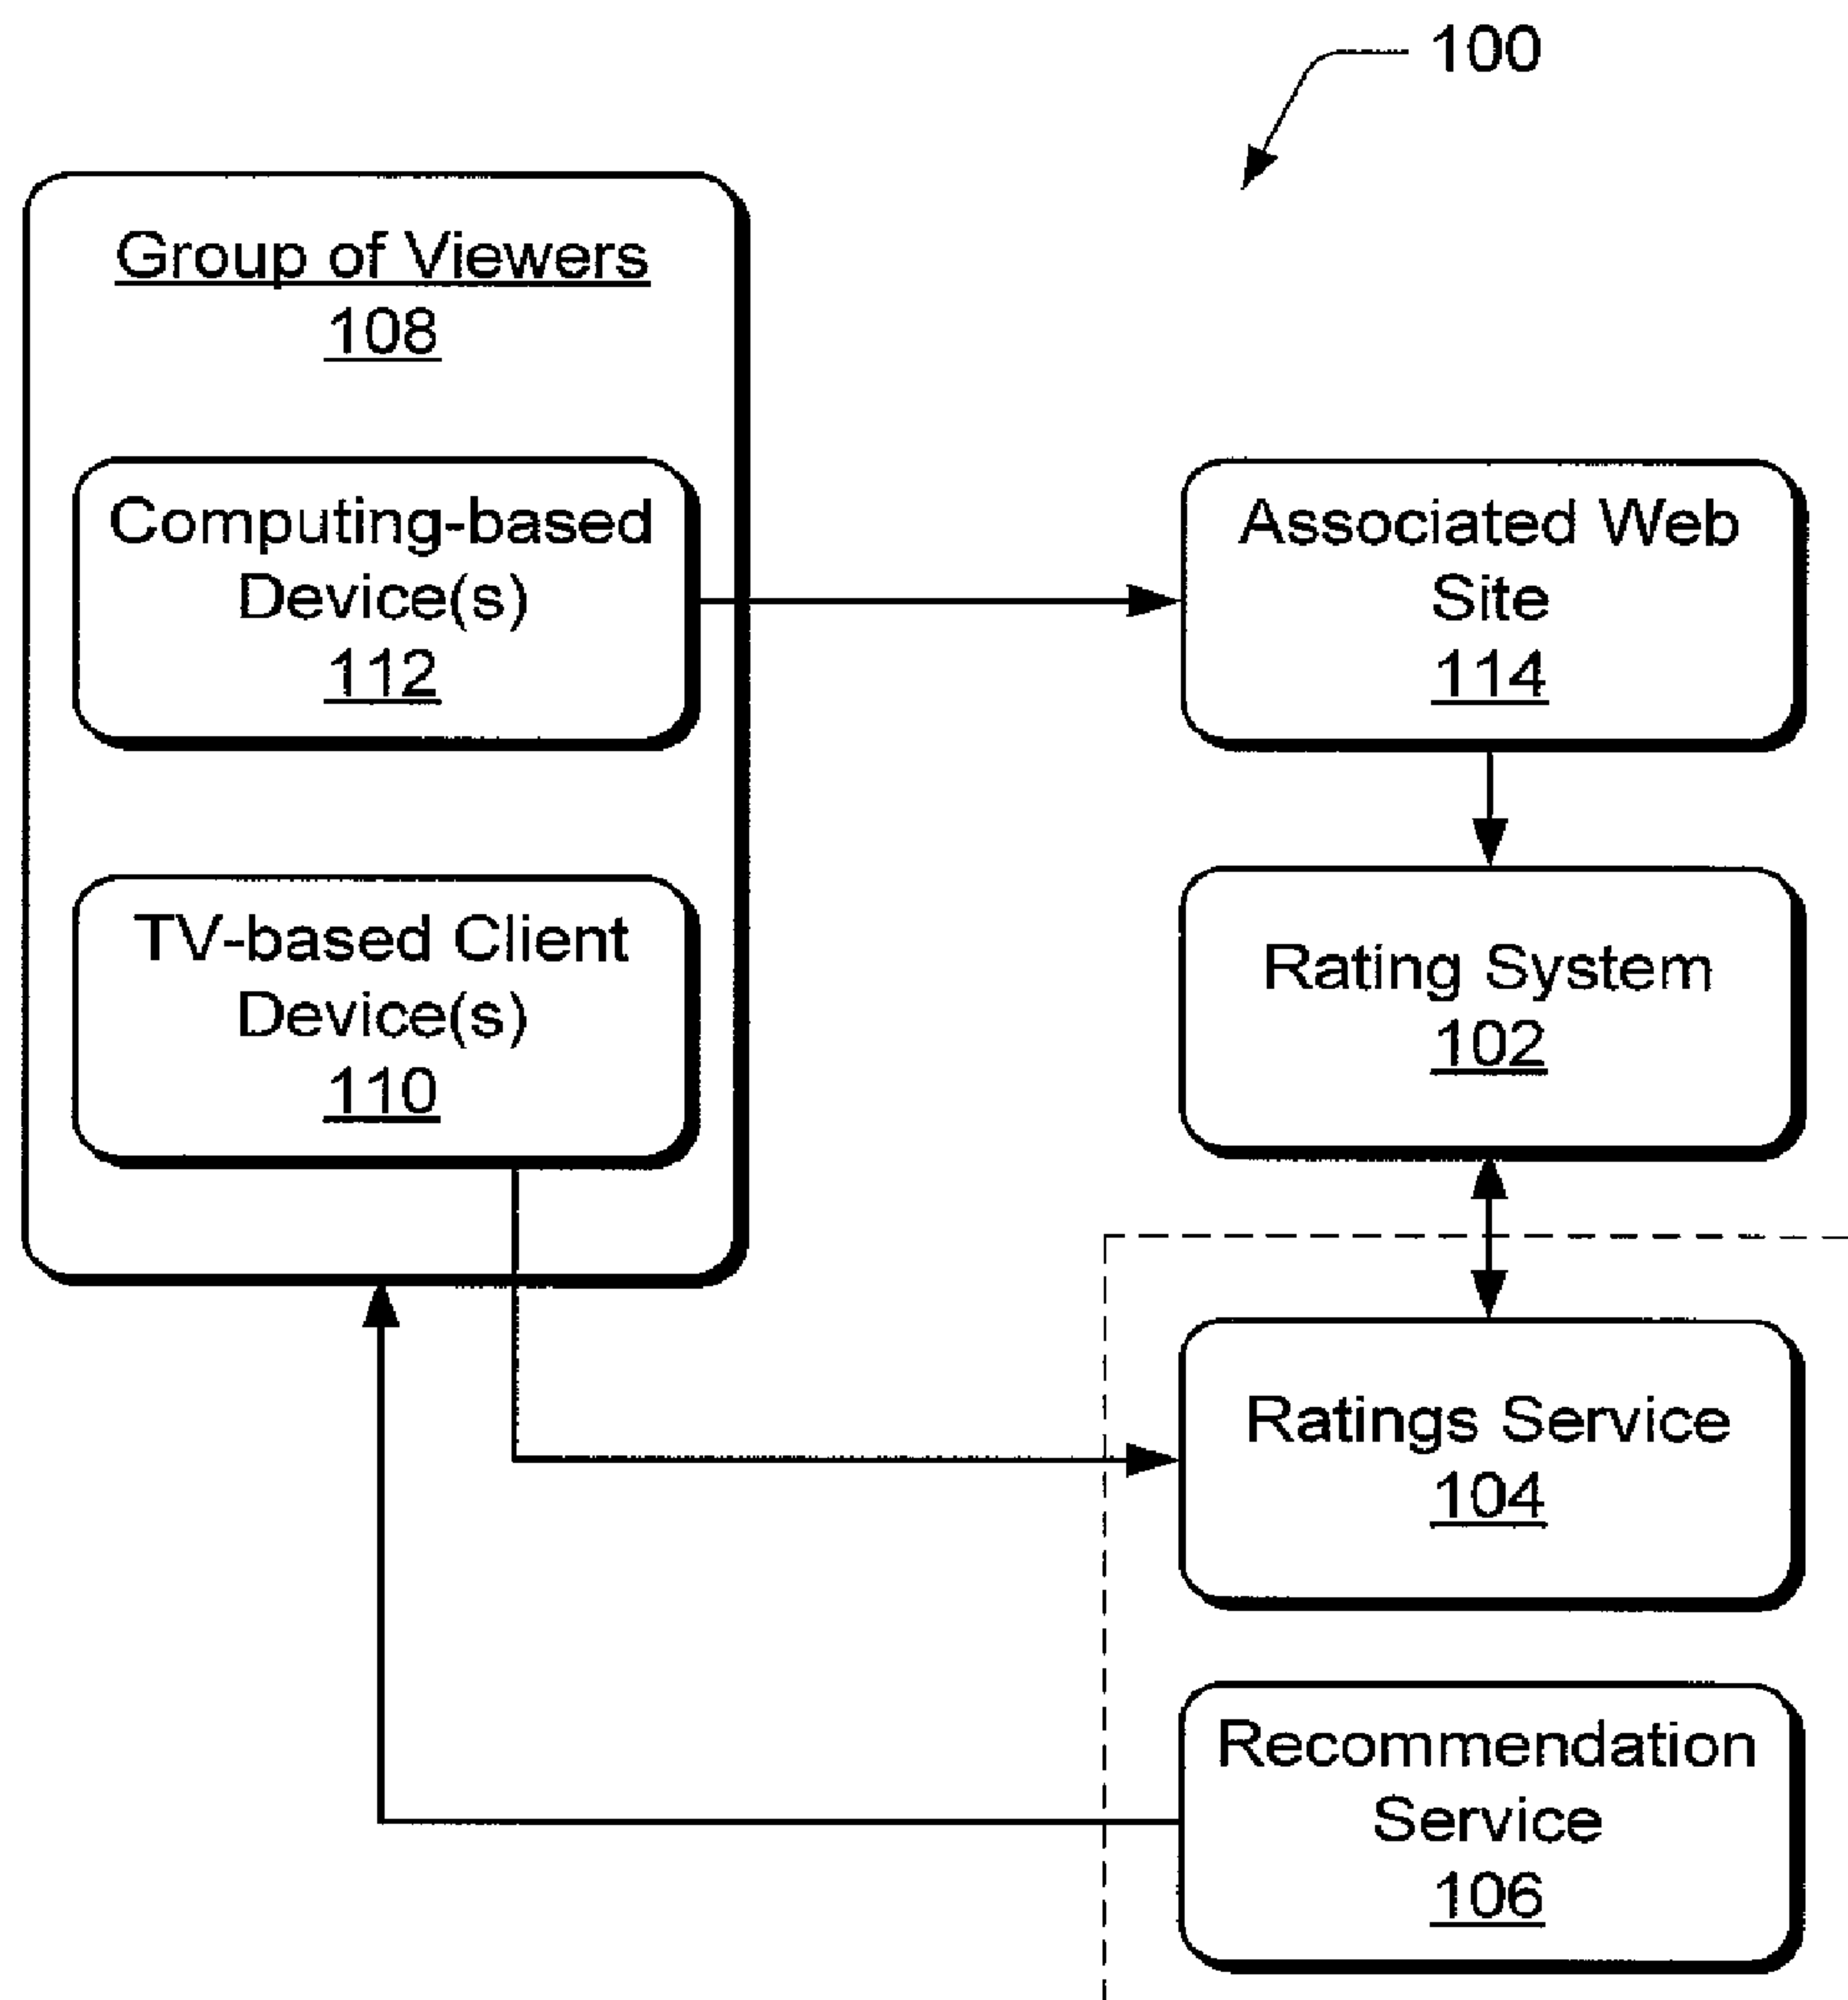 100
Group of Viewers
108
Computing-based
Device(s)
112
TV-based Client
Device(s)
110
Associated Web
Site
114
Rating System
102
Ratings Service
104
Recommendation
Service
106